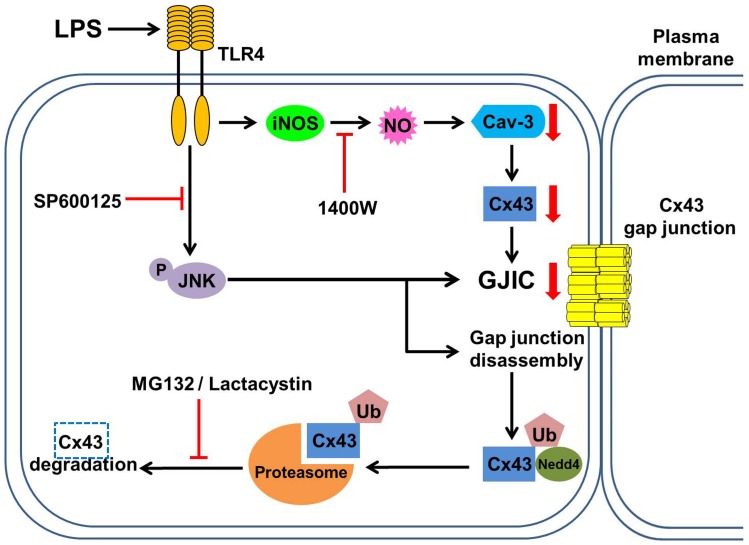 LPS
TLR4
Plasma
membrane
iNOS
NO
Cav-3
SP600125
1400W
Cx43
Cx43
gap junction
P
JNK
GJIC
Gap junction
disassembly
MG132 / Lactacystin
Ub
Ub
Cx43
degradation
Cx43
Proteasome
Cx43
Nedd4